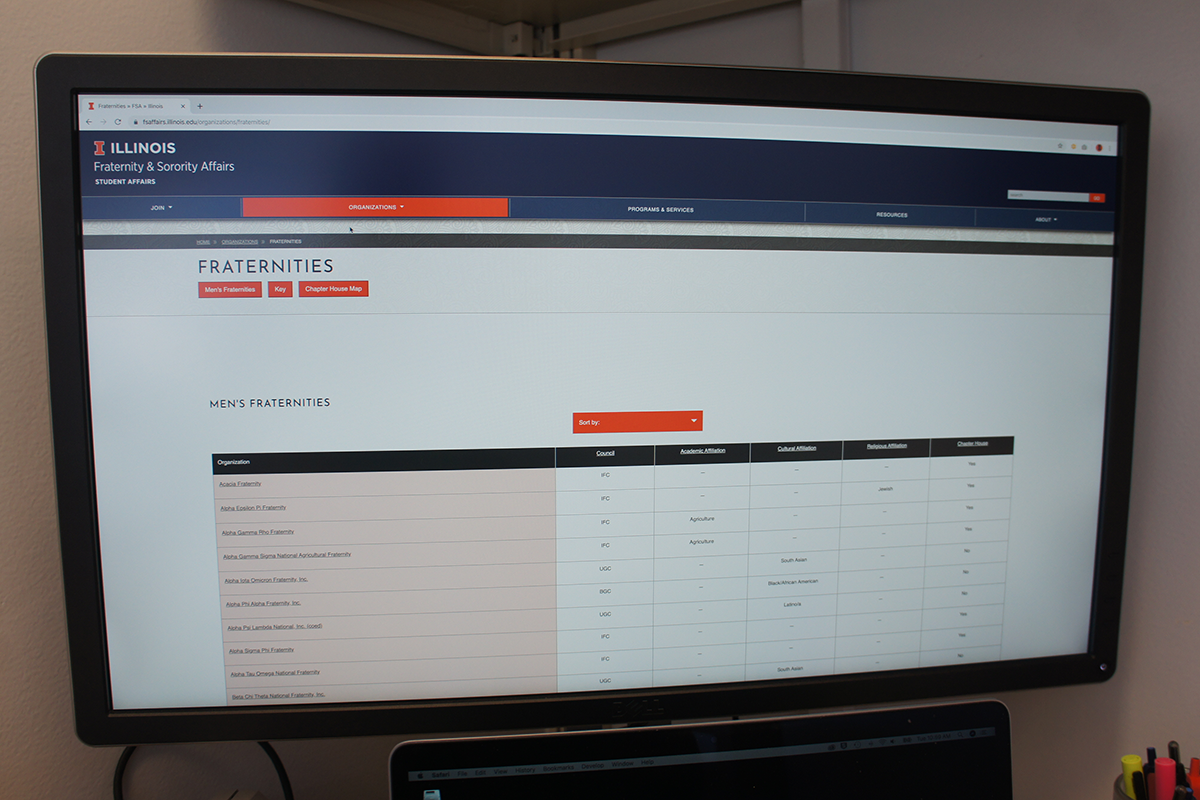 Fraternities » FSA » Illinois
fsaffairs.illinois.edu/organizations/fraternities/
I ILLINOIS
Fraternity & Sorority Affairs
STUDENT AFFAIRS
JOIN ORGANIZATIONS PROGRAMS & SERVICES RESOURCES ABOUT
HOME » ORGANIZATIONS » FRATERNITIES
FRATERNITIES
Men's Fraternities Key Chapter House Map
MEN'S FRATERNITIES
Sort by:
Organization Council Academic Affiliation Cultural Affiliation Religious Affiliation Chapter House
Acacia Fraternity IFC -- -- -- Yes
Alpha Epsilon Pi Fraternity IFC -- -- Jewish Yes
Alpha Gamma Rho Fraternity IFC Agriculture -- -- Yes
Alpha Gamma Sigma National Agricultural Fraternity IFC Agriculture -- -- Yes
Alpha Iota Omicron Fraternity, Inc. UGC -- South Asian -- No
Alpha Phi Alpha Fraternity, Inc. BGC -- Black/African American -- No
Alpha Psi Lambda National, Inc. (coed) UGC -- Latino/a -- No
Alpha Sigma Phi Fraternity IFC -- -- -- Yes
Alpha Tau Omega National Fraternity IFC -- -- -- Yes
Beta Chi Theta National Fraternity, Inc. UGC -- South Asian -- No
DELL
Safari File Edit View History Bookmarks Develop Window Help